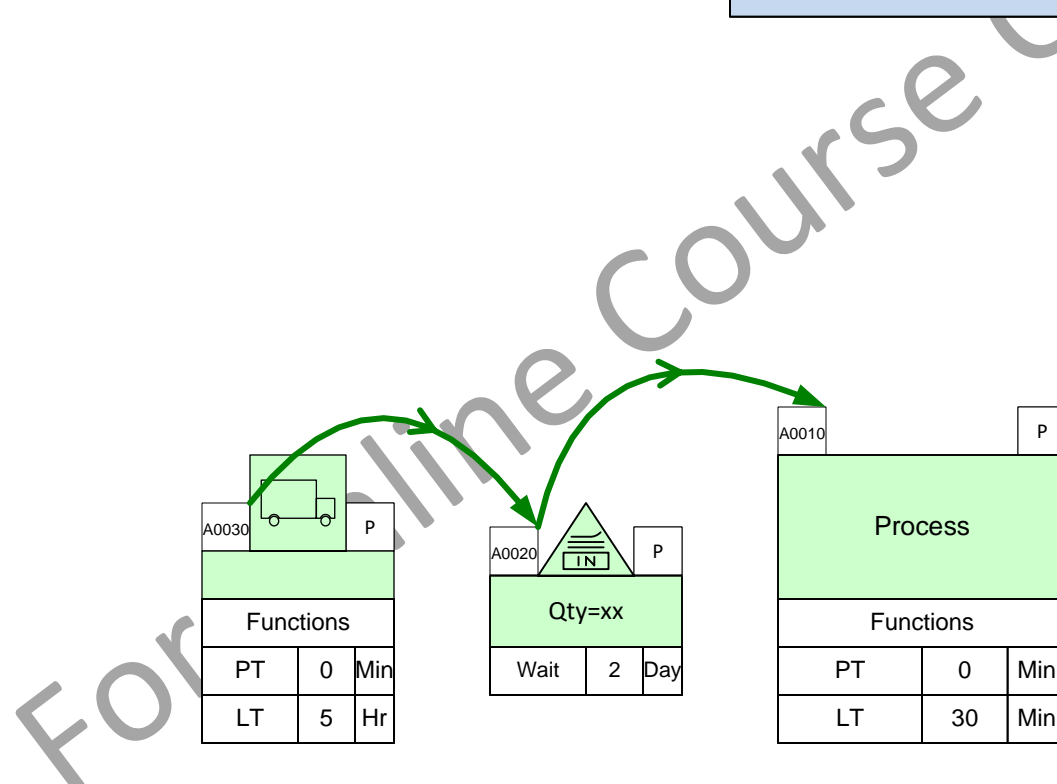 For Online Course
A0030
P
Functions
PT 0 Min
LT 5 Hr
A0020
IN
P
Qty=xx
Wait 2 Day
A0010
P
Process
Functions
PT 0 Min
LT 30 Min